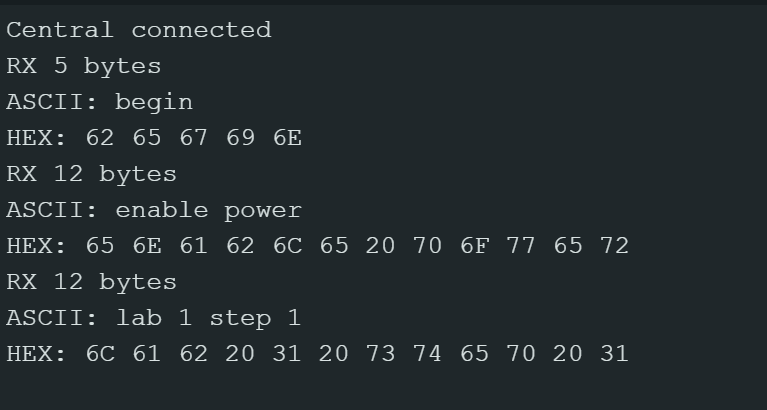 Central connected
RX 5 bytes
ASCII: begin
HEX: 62 65 67 69 6E
RX 12 bytes
ASCII: enable power
HEX: 65 6E 61 62 6C 65 20 70 6F 77 65 72
RX 12 bytes
ASCII: lab 1 step 1
HEX: 6C 61 62 20 31 20 73 74 65 70 20 31